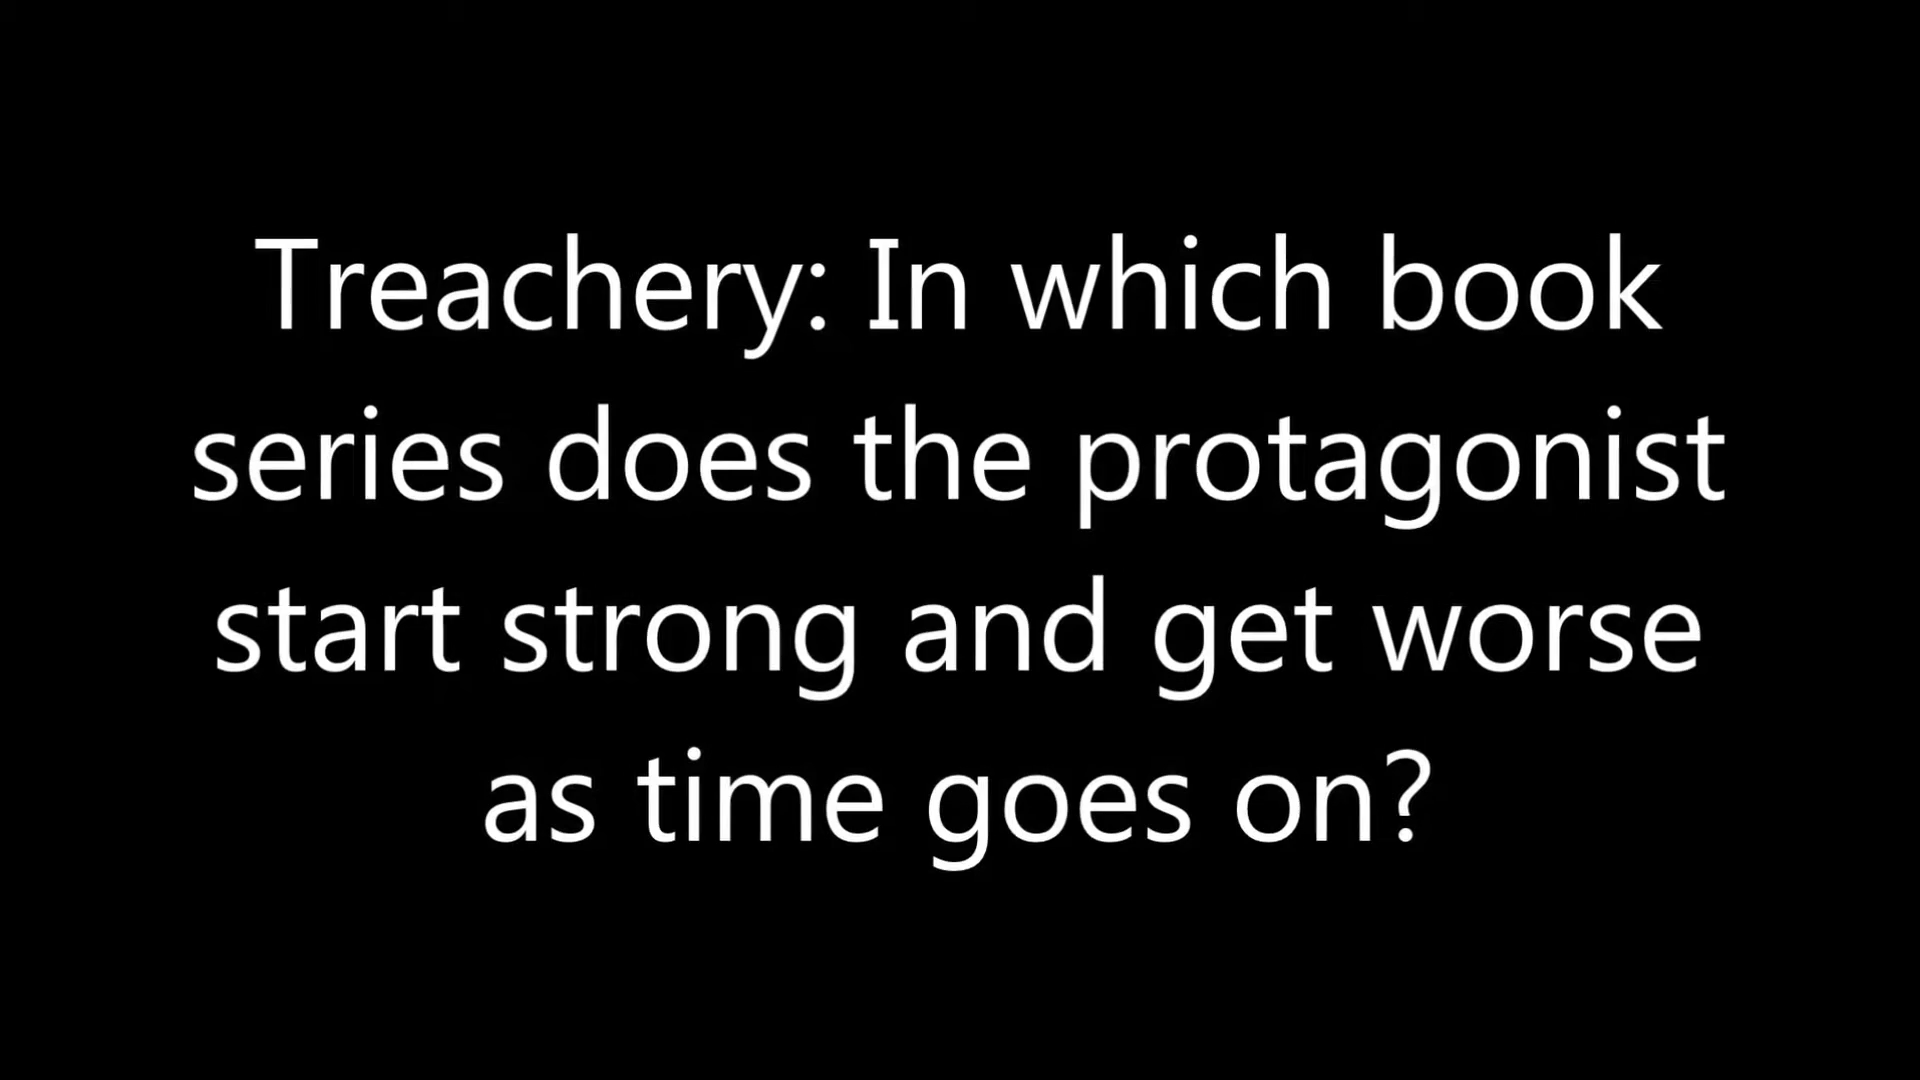 Treachery: In which book
series does the protagonist
start strong and get worse
as time goes on?